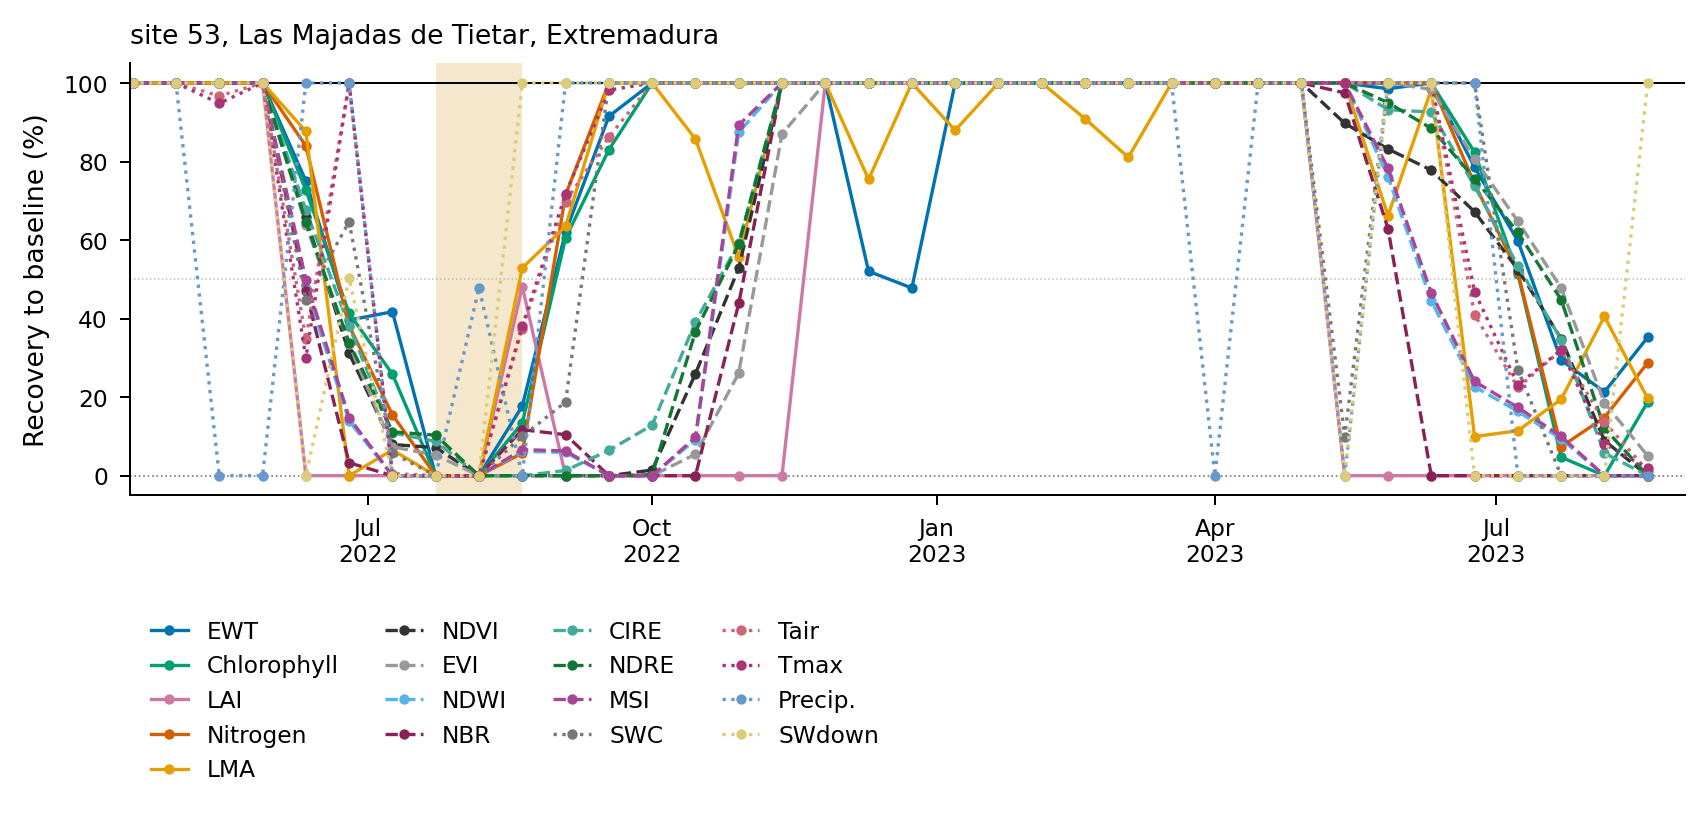 site 53, Las Majadas de Tietar, Extremadura
Recovery to baseline (%)
100
80
60
40
20
0
Jul
2022
Oct
2022
Jan
2023
Apr
2023
Jul
2023
EWT
Chlorophyll
LAI
Nitrogen
LMA
NDVI
EVI
NDWI
NBR
CIRE
NDRE
MSI
SWC
Tair
Tmax
Precip.
SWdown